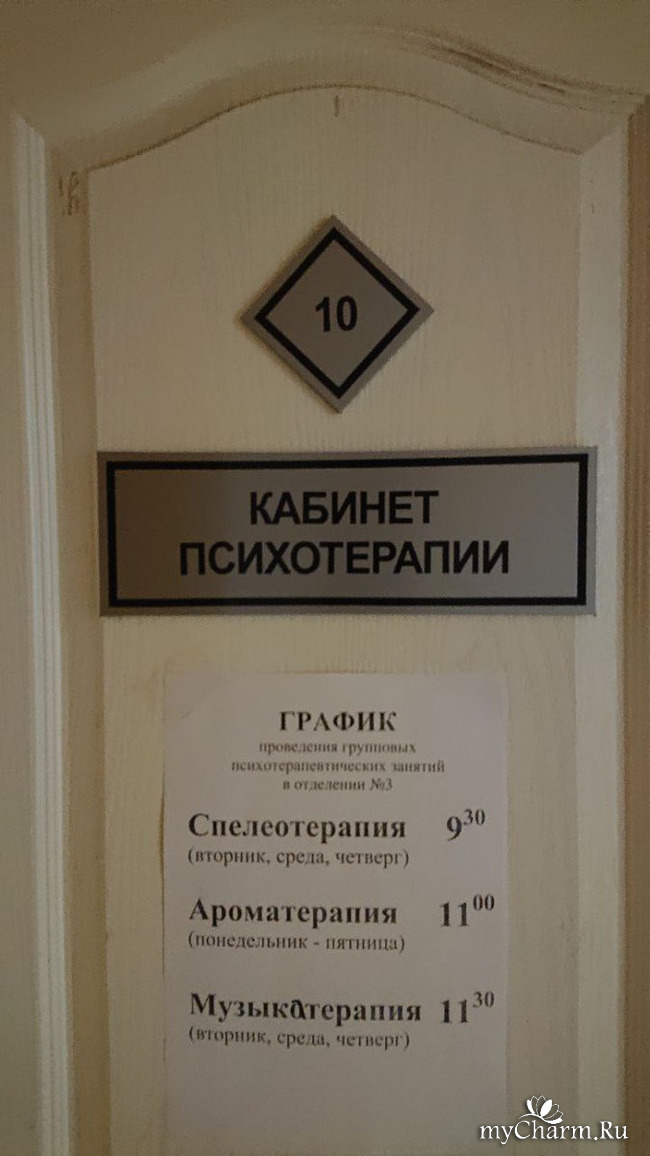 10
КАБИНЕТ
ПСИХОТЕРАПИИ
ГРАФИК
проведения групповых
психотерапевтических занятий
в отделении №3
Спелеотерапия 9³⁰
(вторник, среда, четверг)
Ароматерапия 11⁰⁰
(понедельник - пятница)
Музыкатерапия 11³⁰
(вторник, среда, четверг)
myCharm.Ru